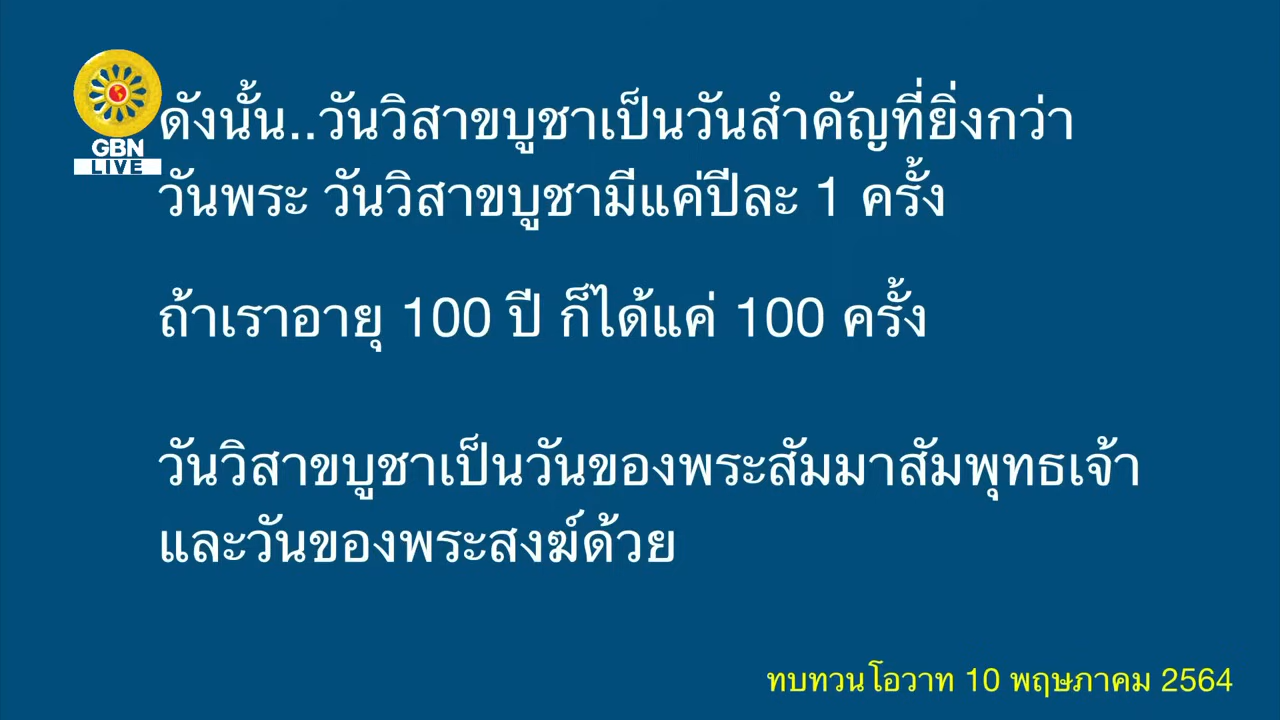 GBN
LIVE
ดังนั้น..วันวิสาขบูชาเป็นวันสำคัญที่ยิ่งกว่า
วันพระ วันวิสาขบูชามีแค่ปีละ 1 ครั้ง
ถ้าเราอายุ 100 ปี ก็ได้แค่ 100 ครั้ง
วันวิสาขบูชาเป็นวันของพระสัมมาสัมพุทธเจ้า
และวันของพระสงฆ์ด้วย
ทบทวนโอวาท 10 พฤษภาคม 2564